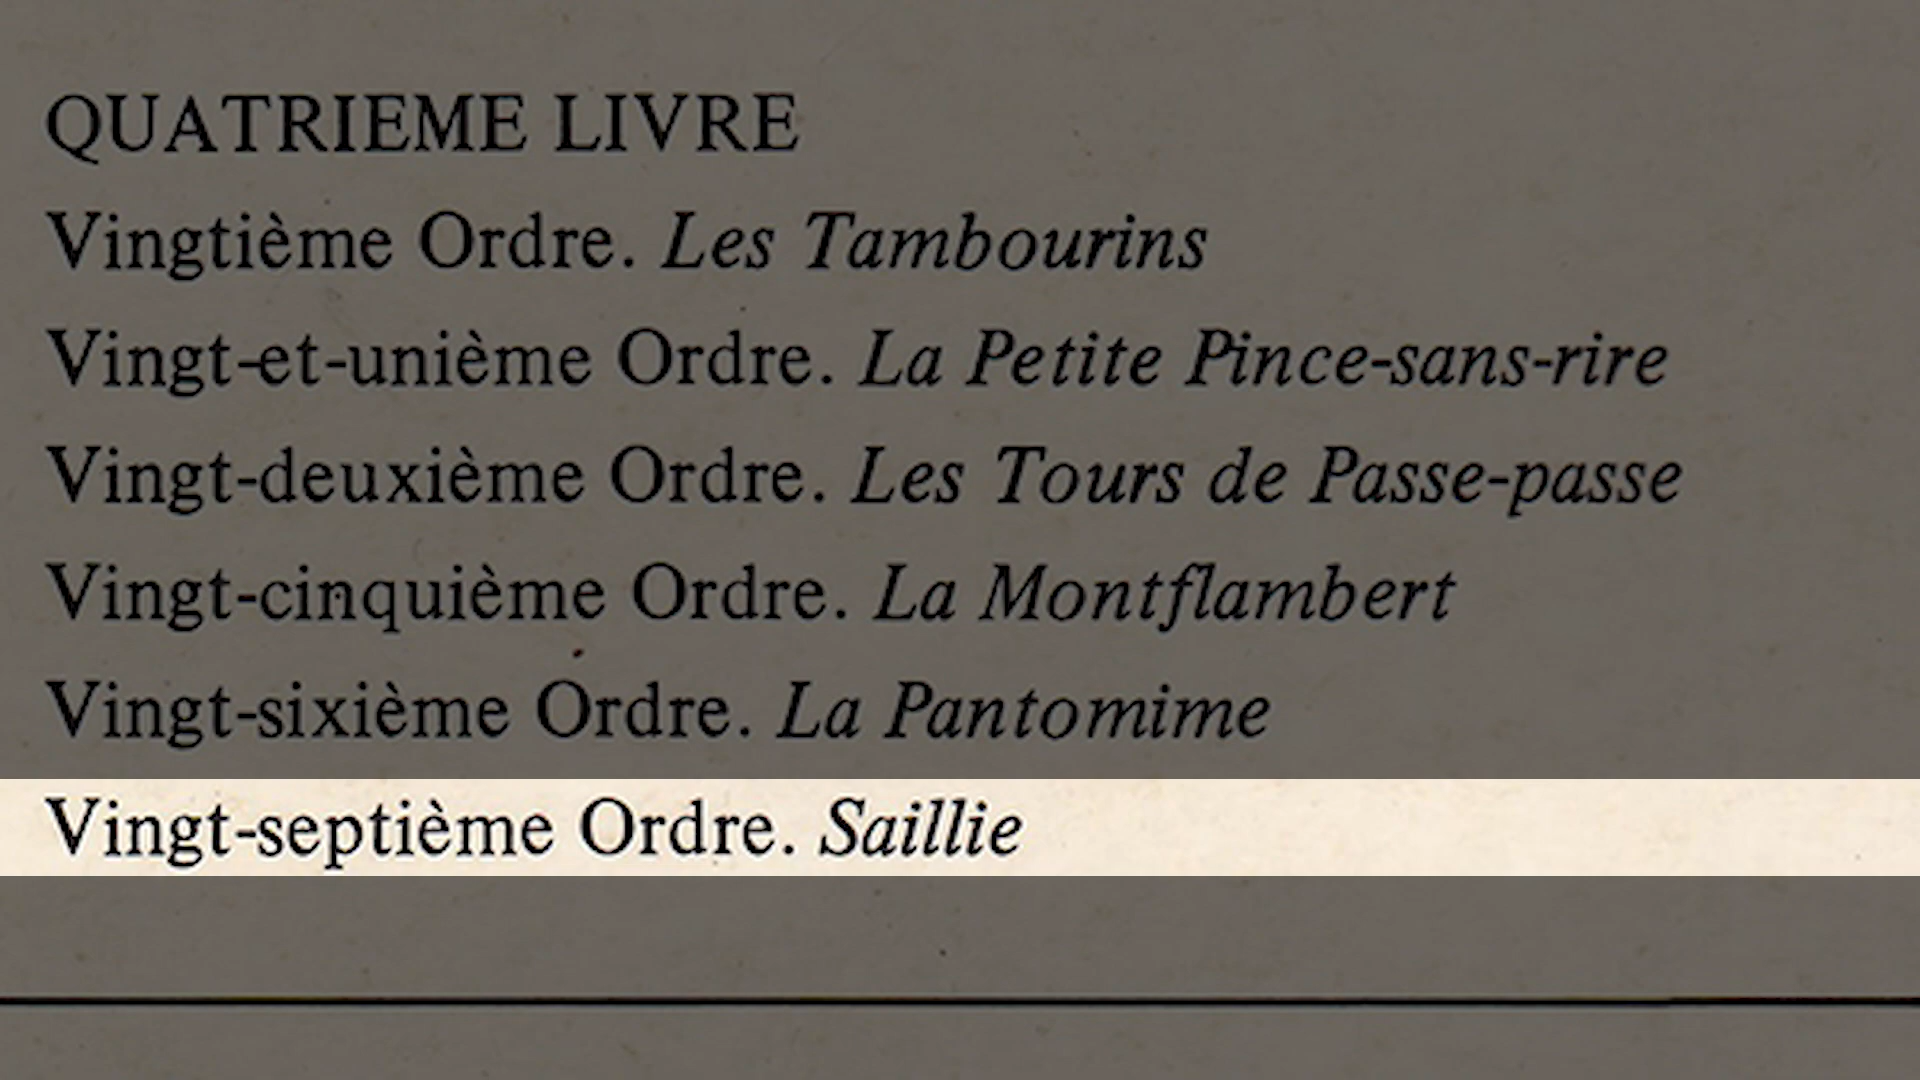 QUATRIEME LIVRE
Vingtième Ordre. Les Tambourins
Vingt-et-unième Ordre. La Petite Pince-sans-rire
Vingt-deuxième Ordre. Les Tours de Passe-passe
Vingt-cinquième Ordre. La Montflambert
Vingt-sixième Ordre. La Pantomime
Vingt-septième Ordre. Saillie